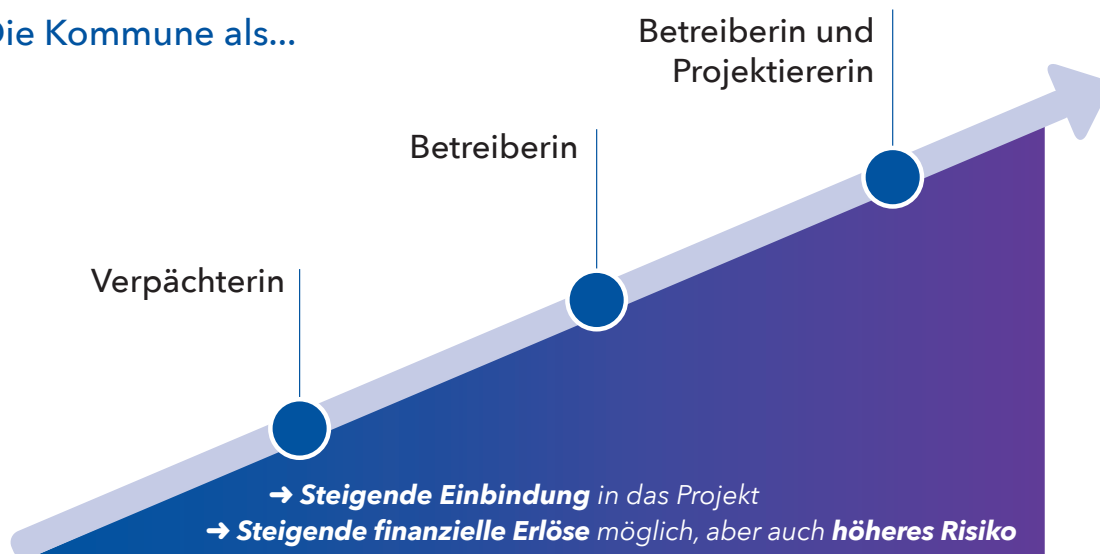 Die Kommune als...
Betreiberin und
Projektiererin
Betreiberin
Verpächterin
➜ Steigende Einbindung in das Projekt
➜ Steigende finanzielle Erlöse möglich, aber auch höheres Risiko